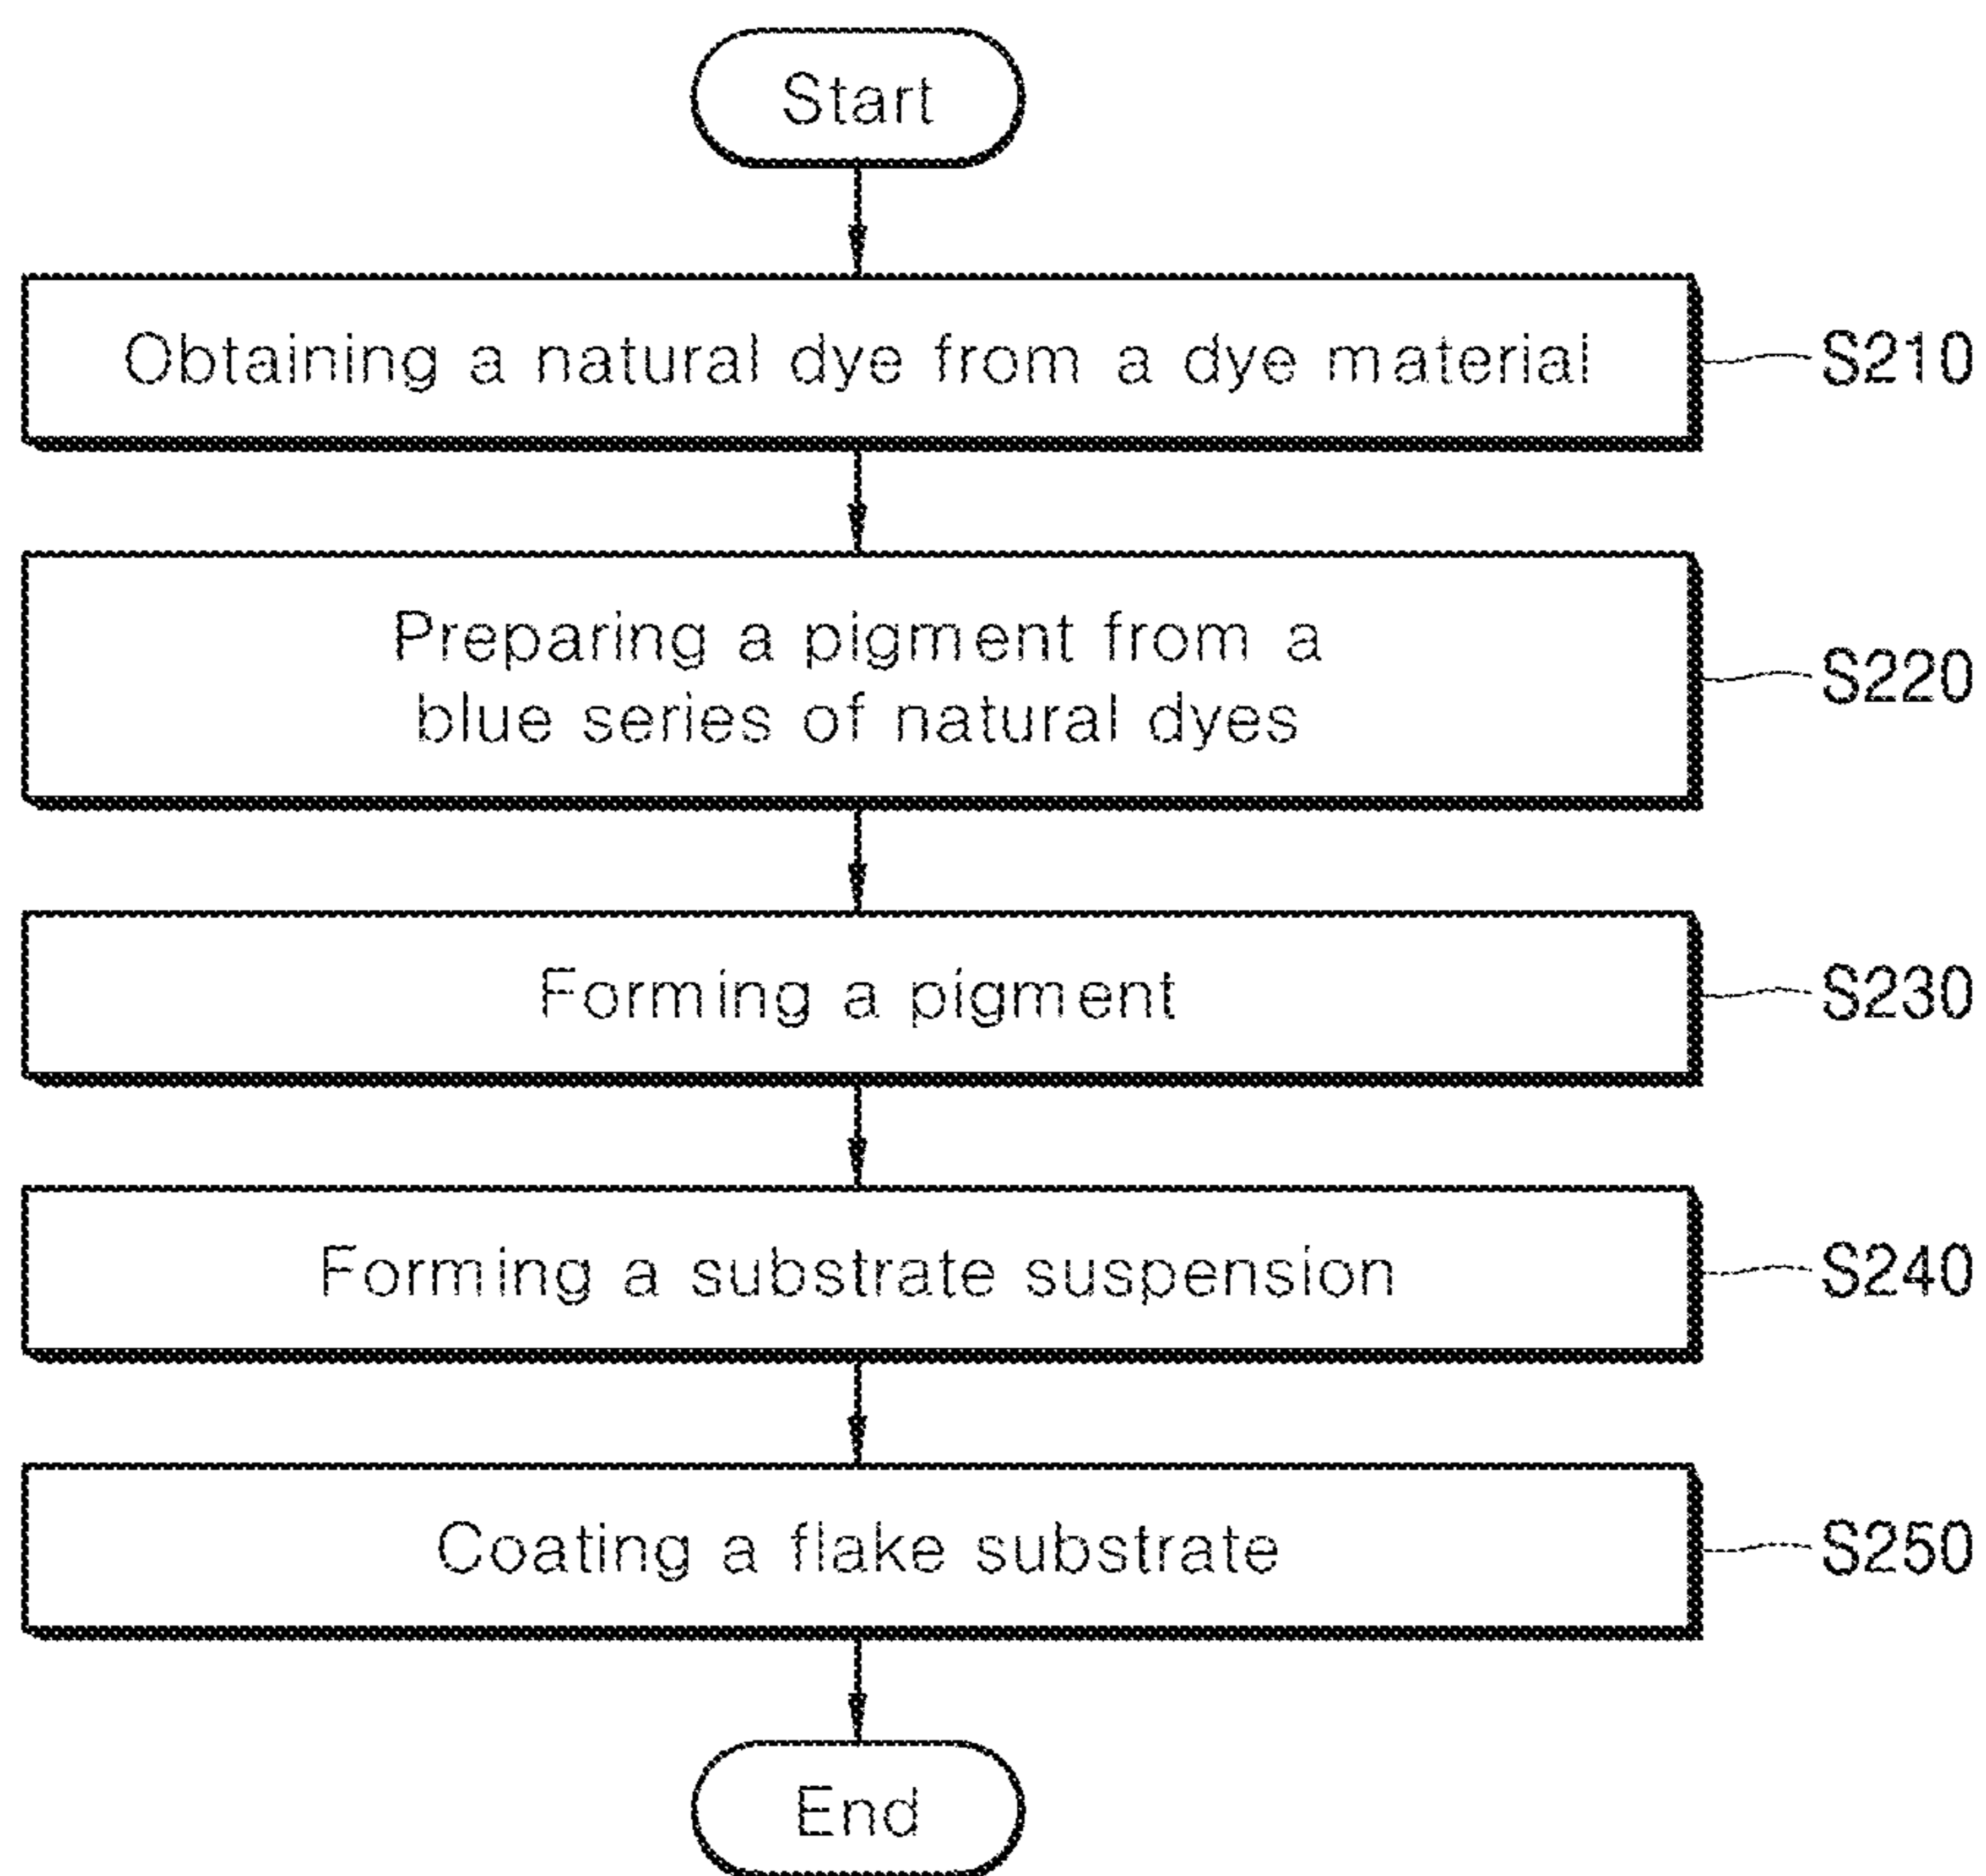 Start
Obtaining a natural dye from a dye material
S210
Preparing a pigment from a
blue series of natural dyes
S220
Forming a pigment
S230
Forming a substrate suspension
S240
Coating a flake substrate
S250
End